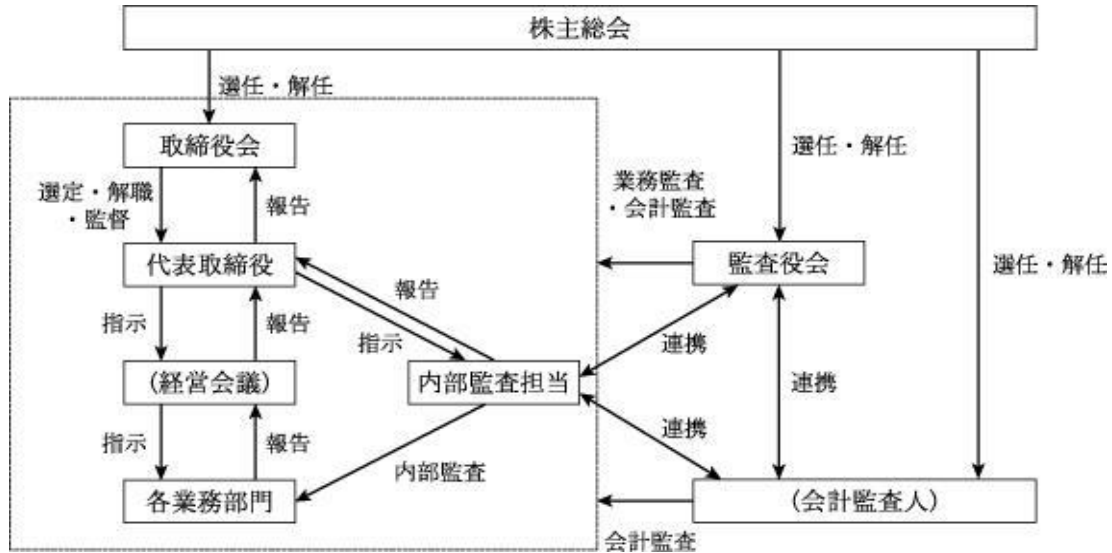 株主総会
選任・解任
取締役会
選任・解任
選定・解職
・監督
報告
業務監査
・会計監査
代表取締役
監査役会
選任・解任
報告
指示
報告
指示
連携
(経営会議)
内部監査担当
連携
指示
報告
連携
内部監査
各業務部門
(会計監査人)
会計監査